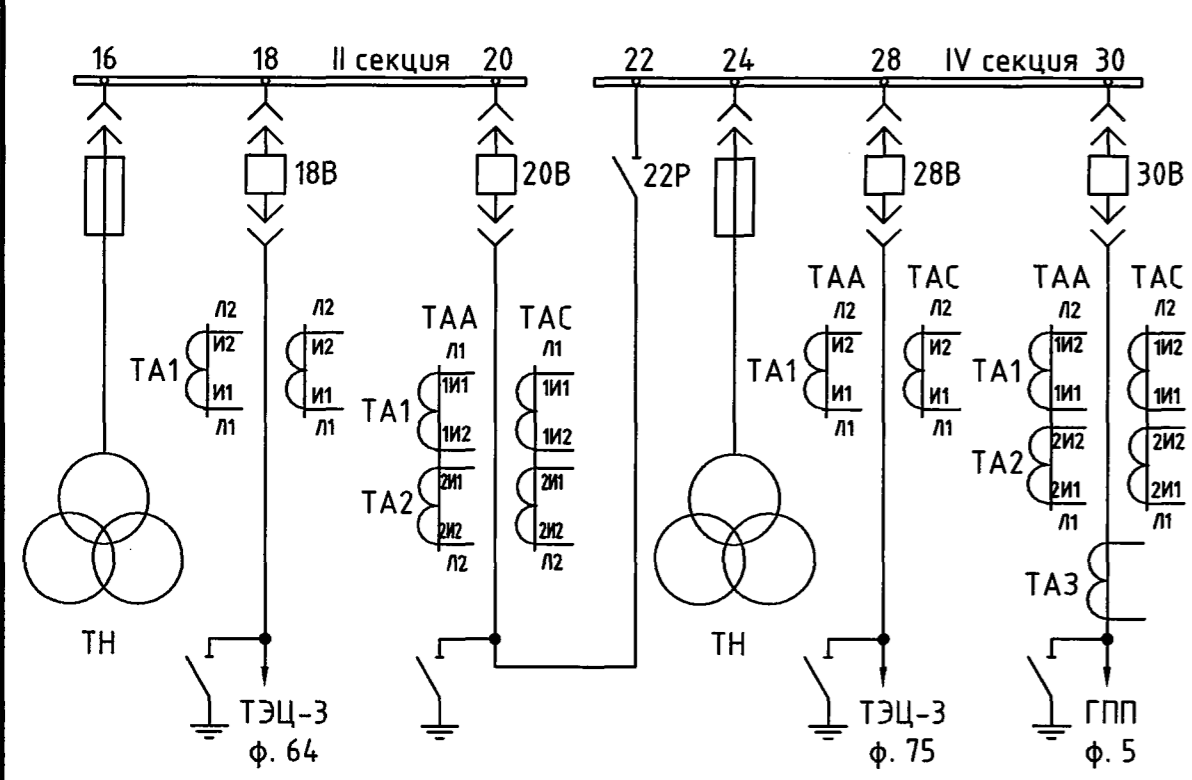 16 18 II секция 20 22 24 28 IV секция 30
18В 20В 22Р 28В 30В
ТАА ТАС ТАА ТАС
Л2 Л2 Л2 Л2 Л2 Л2
ТАА ТАС
И2 И2 Л1 Л1 И2 И2 1И2 1И2
ТА1 ТА1 ТА1
И1 И1 1И1 1И1 И1 И1 1И1 1И1
ТА1
Л1 Л1 1И2 1И2 Л1 Л1 2И2 2И2
ТА2
2И1 2И1 2И1 2И1
ТА2
2И2 2И2 Л1 Л1
Л2 Л2
ТА3
ТН ТН
ТЭЦ-3 ТЭЦ-3 ГПП
ф. 64 ф. 75 ф. 5